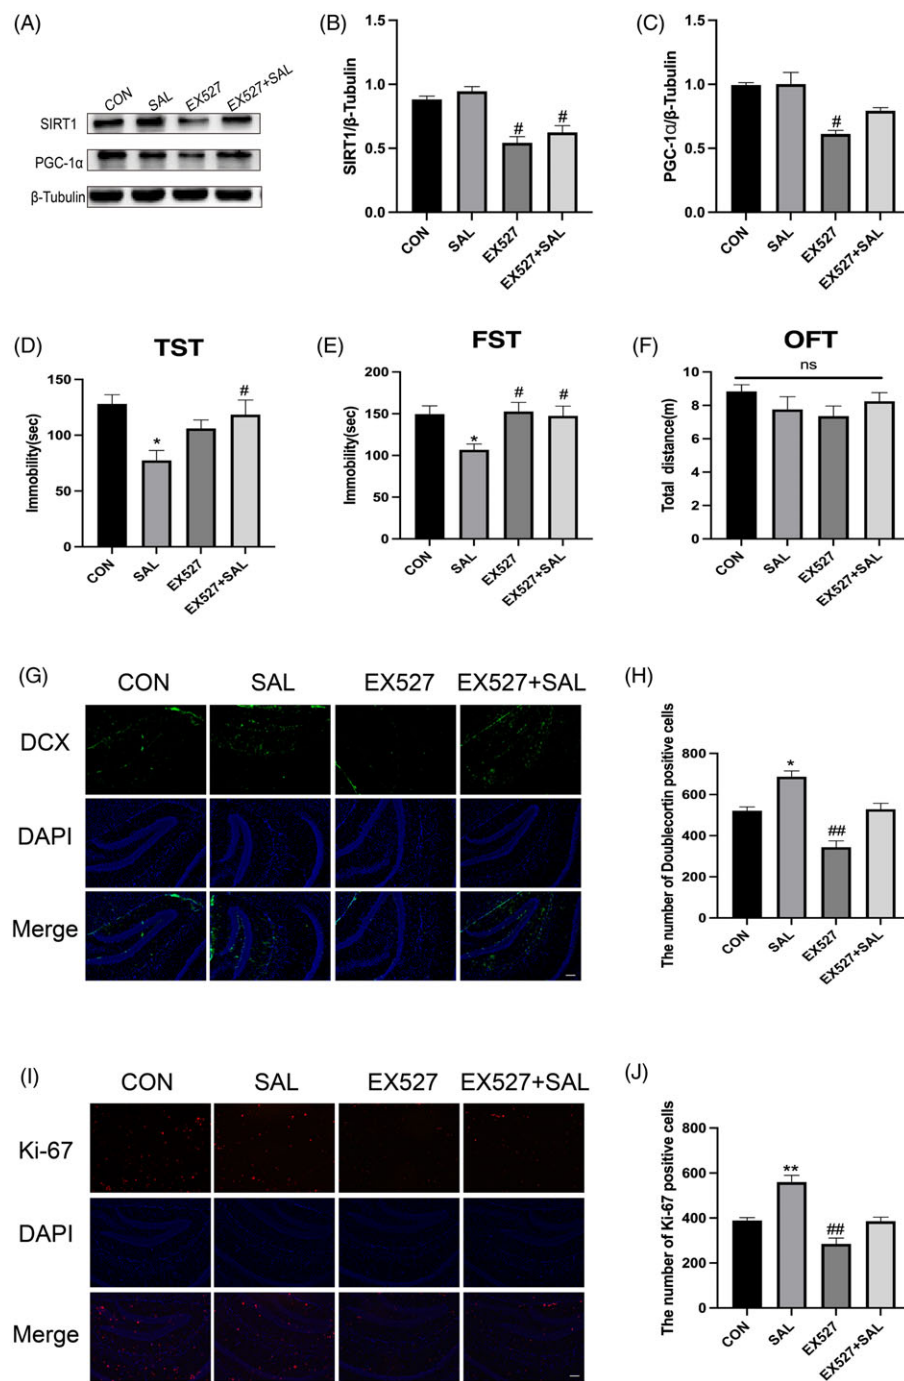 (A)
CON SAL EX527 EX527+SAL
SIRT1
PGC-1α
β-Tubulin
(B)
SIRT1/β-Tubulin
1.5
1.0
0.5
0.0
# #
CON SAL EX527 EX527+SAL
(C)
PGC-1α/β-Tubulin
1.5
1.0
0.5
0.0
#
CON SAL EX527 EX527+SAL
(D)
TST
Immobility(sec)
150
100
50
0
* #
CON SAL EX527 EX527+SAL
(E)
FST
Immobility(sec)
200
150
100
50
0
* # #
CON SAL EX527 EX527+SAL
(F)
OFT
ns
Total distance(m)
10
8
6
4
2
0
CON SAL EX527 EX527+SAL
(G)
CON SAL EX527 EX527+SAL
DCX
DAPI
Merge
(H)
The number of Doublecortin positive cells
800
600
400
200
0
* ##
CON SAL EX527 EX527+SAL
(I)
CON SAL EX527 EX527+SAL
Ki-67
DAPI
Merge
(J)
The number of Ki-67 positive cells
800
600
400
200
0
** ##
CON SAL EX527 EX527+SAL